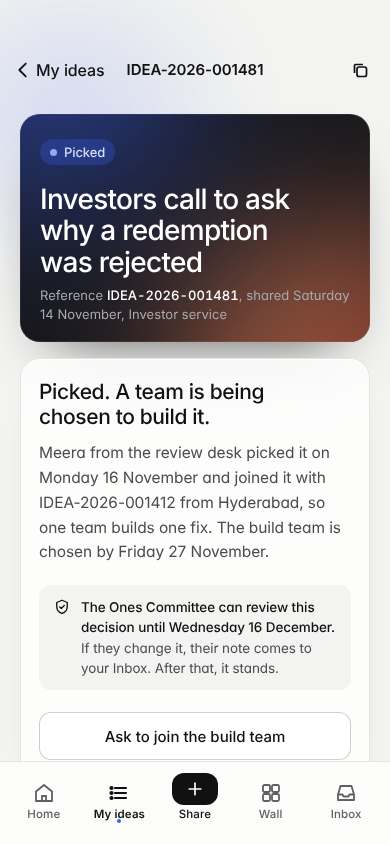 My ideas
IDEA-2026-001481
Picked
Investors call to ask
why a redemption
was rejected
Reference IDEA-2026-001481, shared Saturday
14 November, Investor service
Picked. A team is being
chosen to build it.
Meera from the review desk picked it on
Monday 16 November and joined it with
IDEA-2026-001412 from Hyderabad, so
one team builds one fix. The build team is
chosen by Friday 27 November.
The Ones Committee can review this
decision until Wednesday 16 December.
If they change it, their note comes to
your Inbox. After that, it stands.
Ask to join the build team
Home
My ideas
Share
Wall
Inbox